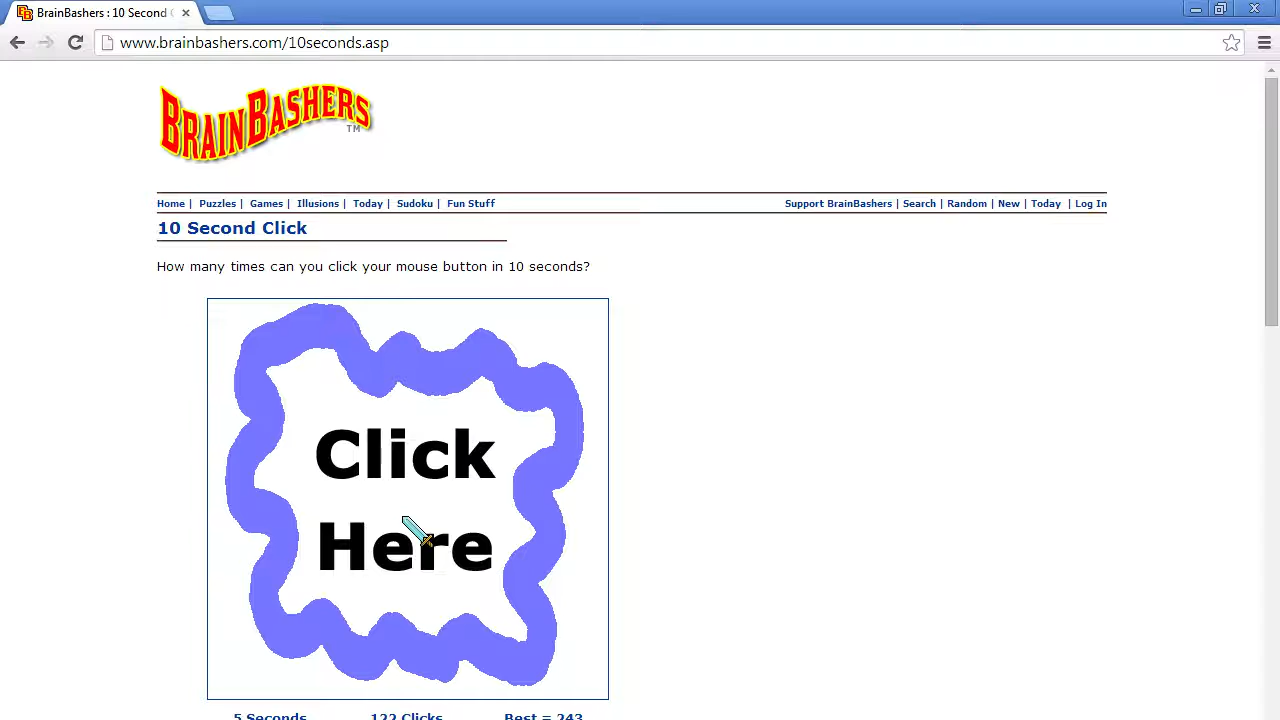 BrainBashers : 10 Second C
www.brainbashers.com/10seconds.asp
BRAINBASHERS
TM
Home | Puzzles | Games | Illusions | Today | Sudoku | Fun Stuff
Support BrainBashers | Search | Random | New | Today | Log In
10 Second Click
How many times can you click your mouse button in 10 seconds?
Click
Here
5 Seconds 122 Clicks Best = 243